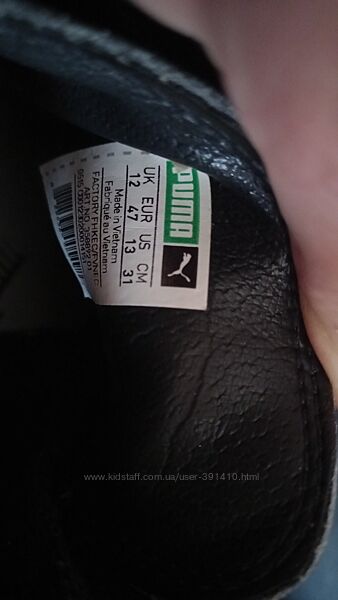 PUMA
UK EUR US CM
12 47 13 31
Made in Vietnam
Fabriqué au Vietnam
www.kidstaff.com.ua/user-391410.html